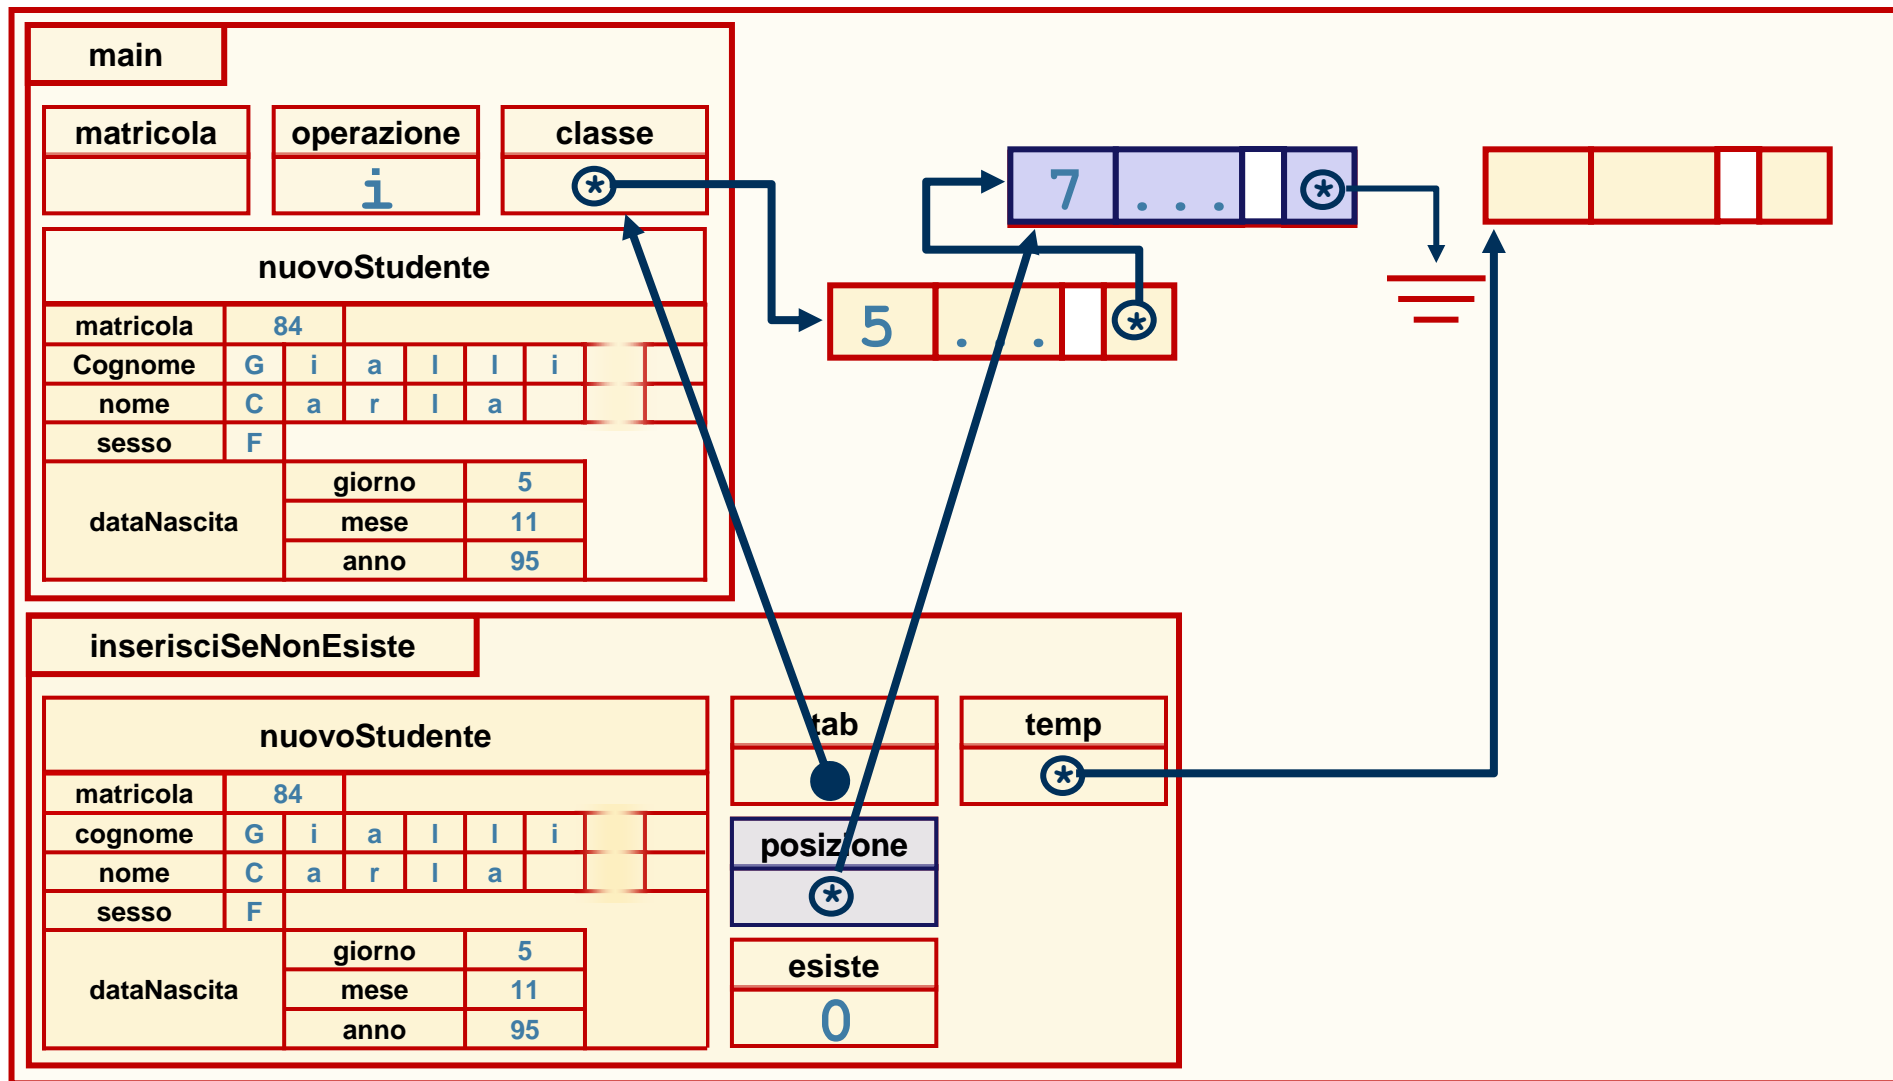 main
matricola operazione classe
i *
7 . . . *
nuovoStudente
5 . . . *
matricola 84
Cognome G i a l l i
nome C a r l a
sesso F
dataNascita
giorno 5
mese 11
anno 95
inserisciSeNonEsiste
nuovoStudente
tab temp
*
matricola 84
cognome G i a l l i
nome C a r l a
sesso F
dataNascita
giorno 5
mese 11
anno 95
posizione
*
esiste
0